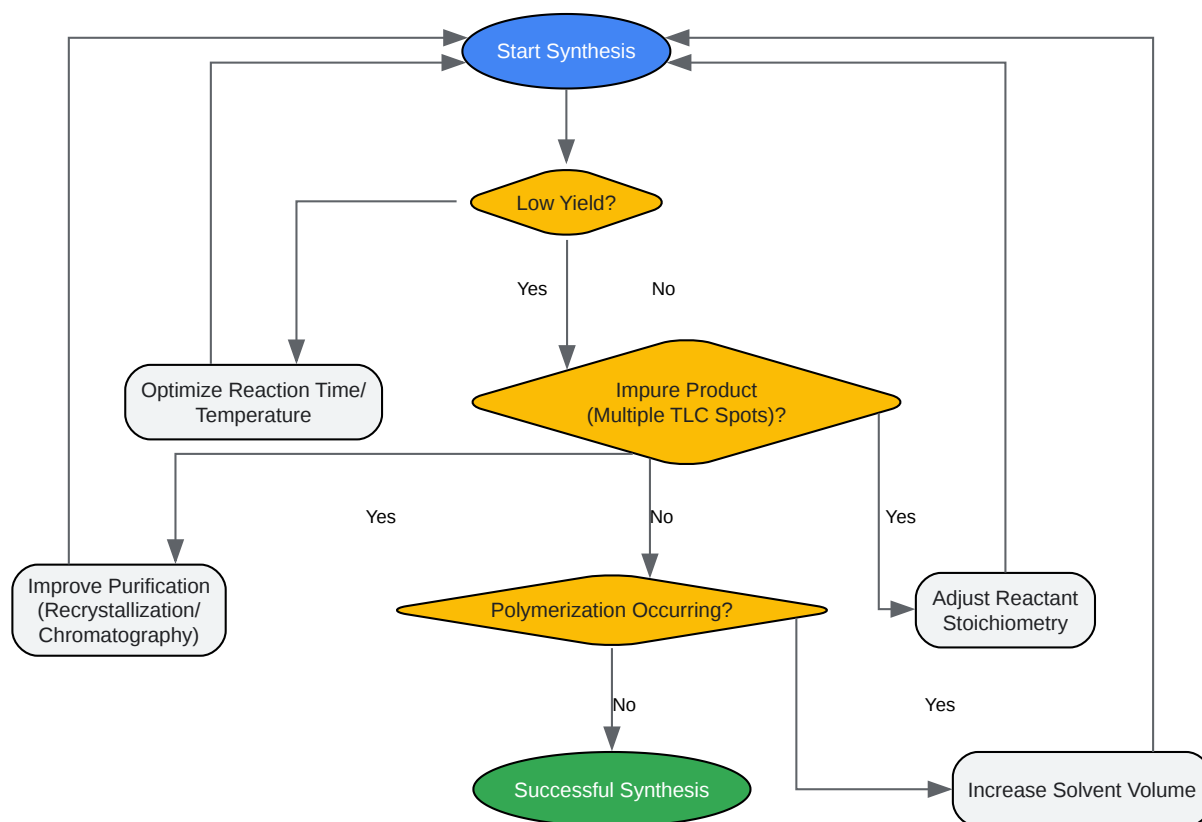 Start Synthesis
Low Yield?
Yes
No
Optimize Reaction Time/
Temperature
Impure Product
(Multiple TLC Spots)?
Yes
No
Yes
Improve Purification
(Recrystallization/
Chromatography)
Polymerization Occurring?
Adjust Reactant
Stoichiometry
No
Yes
Successful Synthesis
Increase Solvent Volume